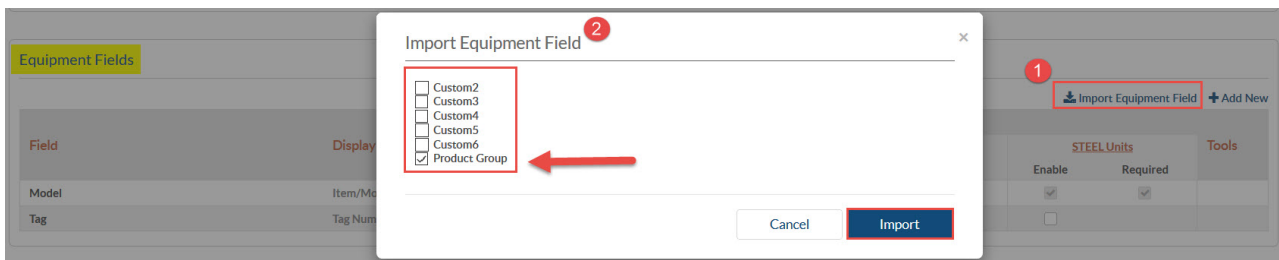 Equipment Fields
1
Import Equipment Field
+ Add New
Field
Display
STEEL Units
Tools
Enable
Required
Model
Item/Mo
Tag
Tag Num
2
Import Equipment Field
×
Custom2
Custom3
Custom4
Custom5
Custom6
Product Group
Cancel
Import